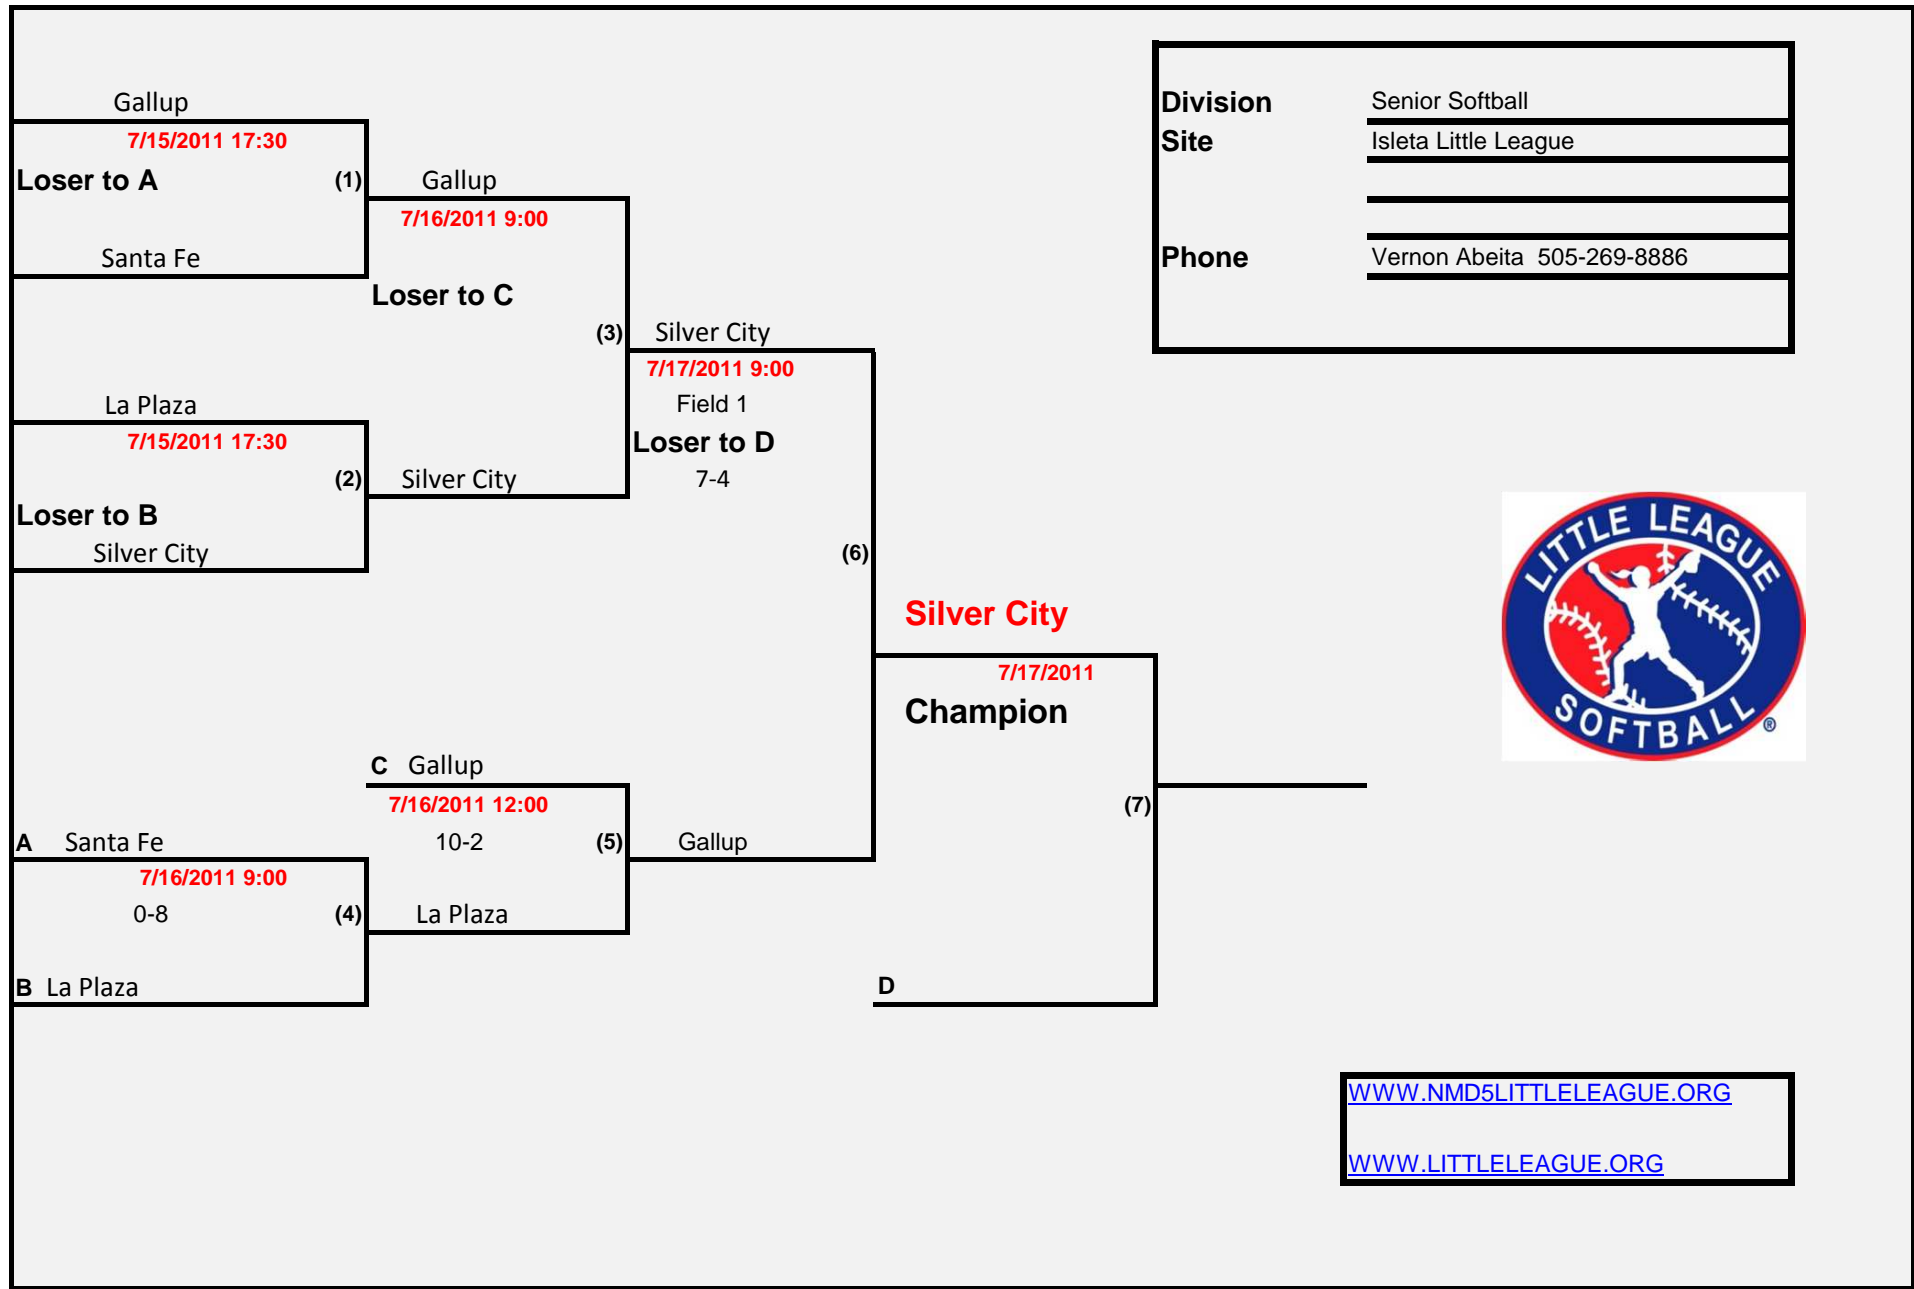 Gallup
7/15/2011 17:30
Loser to A (1)
Santa Fe
Gallup
7/16/2011 9:00
Loser to C
(3)
La Plaza
7/15/2011 17:30
(2)
Loser to B
Silver City
Silver City
Silver City
7/17/2011 9:00
Field 1
Loser to D
7-4
(6)
Silver City
7/17/2011
Champion
(7)
C Gallup
7/16/2011 12:00
10-2 (5)
Gallup
A Santa Fe
7/16/2011 9:00
0-8 (4)
La Plaza
B La Plaza
D
Division Senior Softball
Site Isleta Little League
Phone Vernon Abeita 505-269-8886
LITTLE LEAGUE
SOFTBALL ®
WWW.NMD5LITTLELEAGUE.ORG
WWW.LITTLELEAGUE.ORG